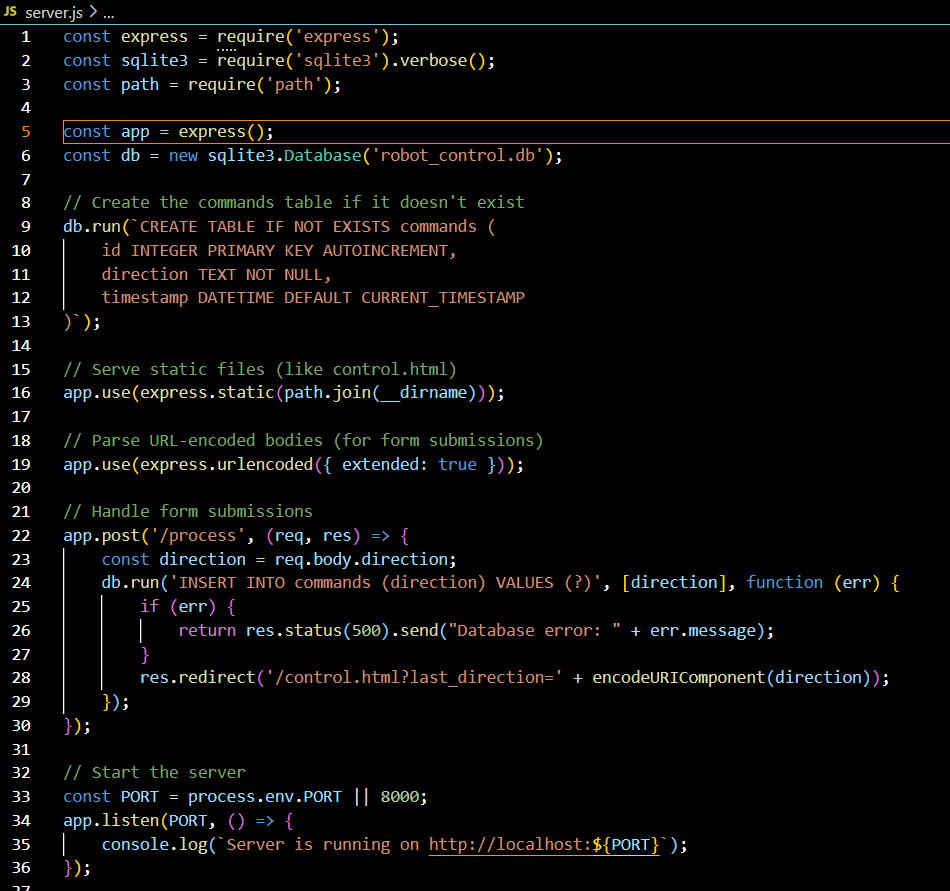 JS server.js > ...
1 const express = require('express');
2 const sqlite3 = require('sqlite3').verbose();
3 const path = require('path');
4
5 const app = express();
6 const db = new sqlite3.Database('robot_control.db');
7
8 // Create the commands table if it doesn't exist
9 db.run(`CREATE TABLE IF NOT EXISTS commands (
10     id INTEGER PRIMARY KEY AUTOINCREMENT,
11     direction TEXT NOT NULL,
12     timestamp DATETIME DEFAULT CURRENT_TIMESTAMP
13 )`);
14
15 // Serve static files (like control.html)
16 app.use(express.static(path.join(__dirname)));
17
18 // Parse URL-encoded bodies (for form submissions)
19 app.use(express.urlencoded({ extended: true }));
20
21 // Handle form submissions
22 app.post('/process', (req, res) => {
23     const direction = req.body.direction;
24     db.run('INSERT INTO commands (direction) VALUES (?)', [direction], function (err) {
25         if (err) {
26             return res.status(500).send("Database error: " + err.message);
27         }
28         res.redirect('/control.html?last_direction=' + encodeURIComponent(direction));
29     });
30 });
31
32 // Start the server
33 const PORT = process.env.PORT || 8000;
34 app.listen(PORT, () => {
35     console.log(`Server is running on http://localhost:${PORT}`);
36 });
37